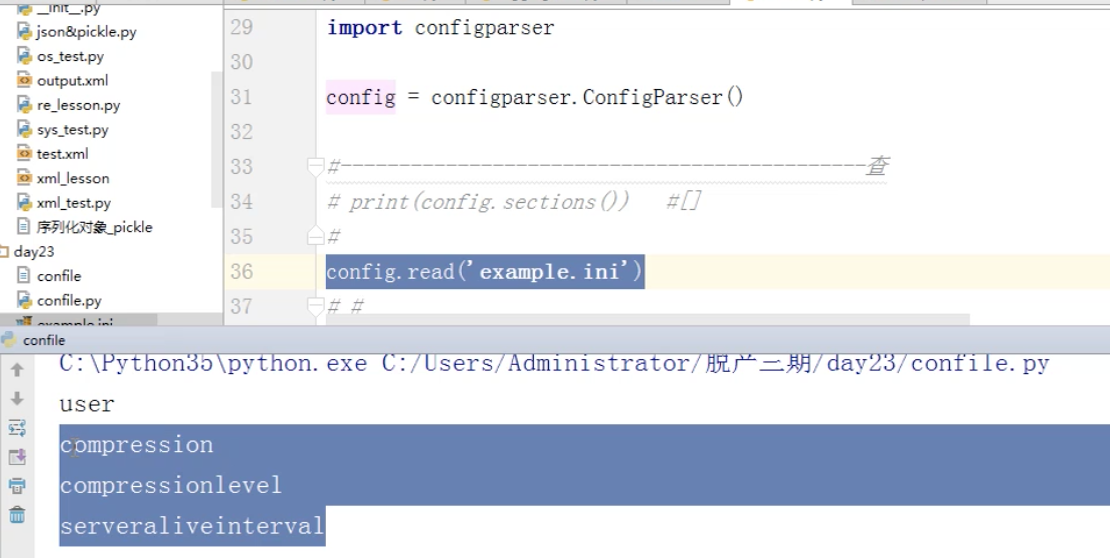 __init__.py
json&pickle.py
os_test.py
output.xml
re_lesson.py
sys_test.py
test.xml
xml_lesson
xml_test.py
序列化对象_pickle
day23
confile
confile.py
example.ini
29 import configparser
30
31 config = configparser.ConfigParser()
32
33 #---------------------------------------------查
34 # print(config.sections()) #[]
35 #
36 config.read('example.ini')
37 # #
confile
C:\Python35\python.exe C:/Users/Administrator/脱产三期/day23/confile.py
user
compression
compressionlevel
serveraliveinterval